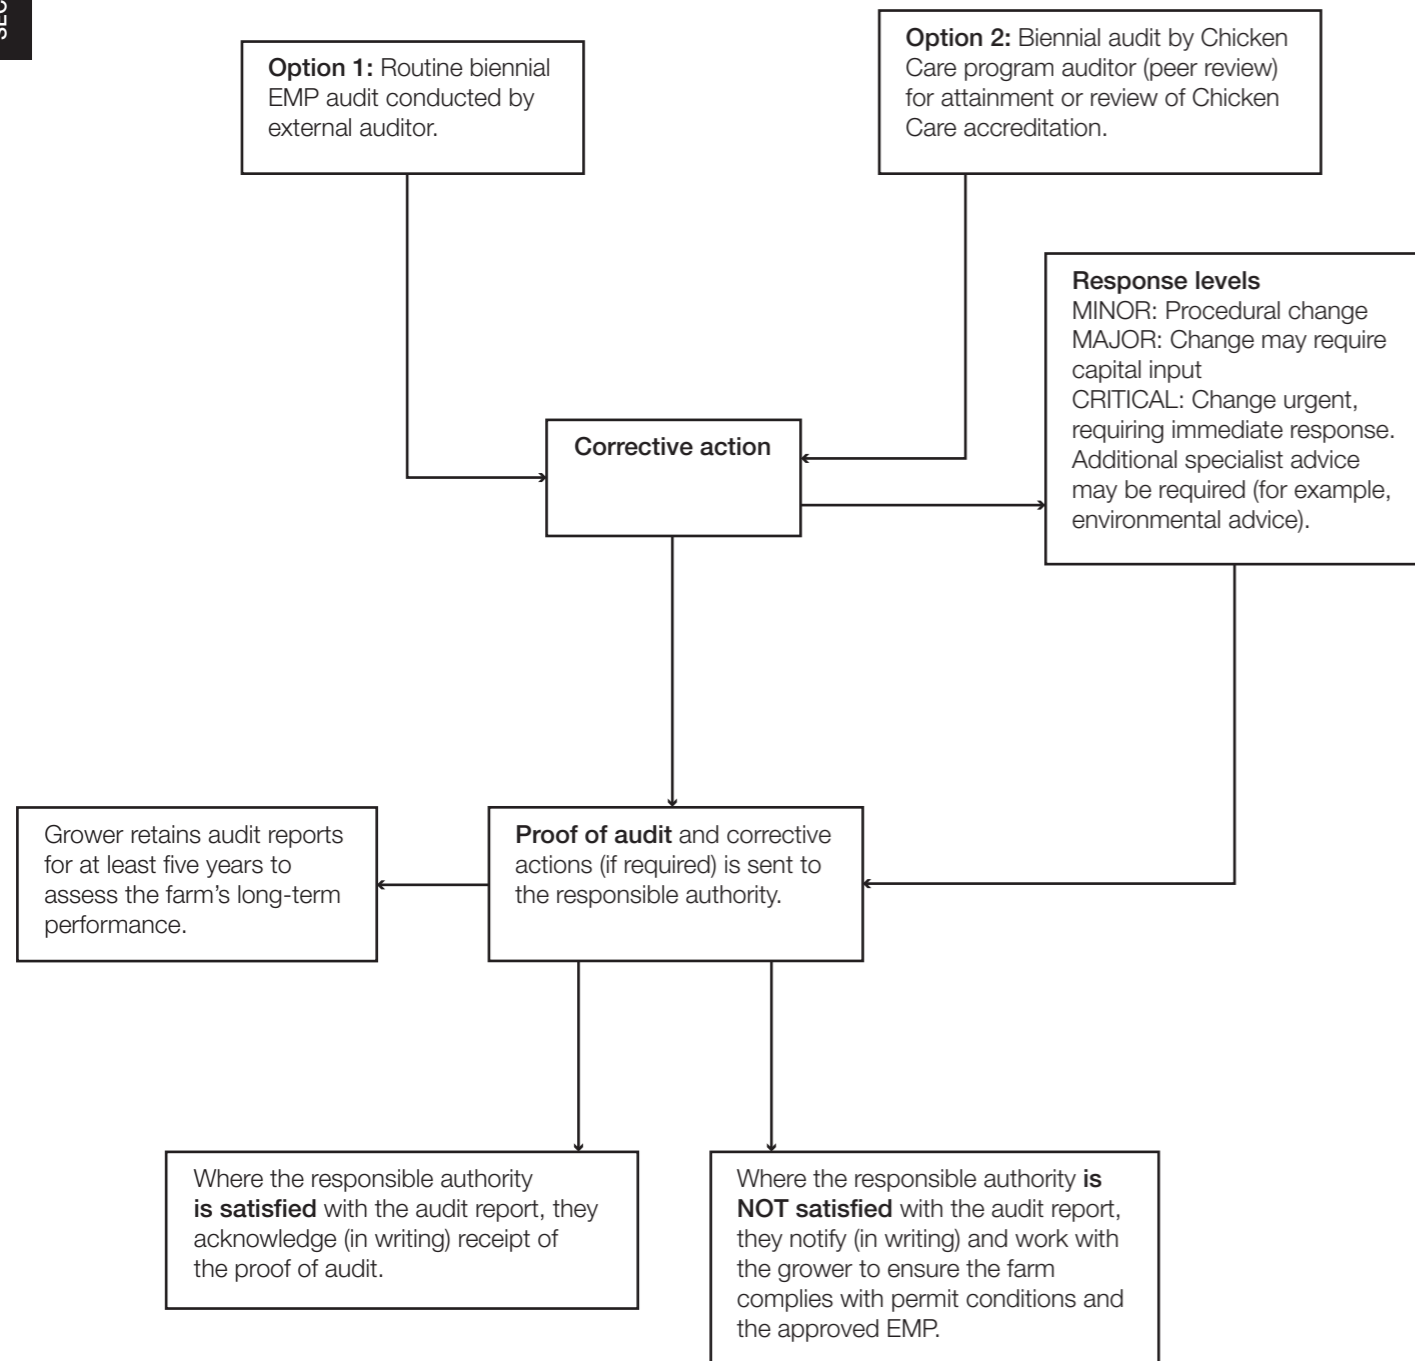 SEC
Option 1: Routine biennial
EMP audit conducted by
external auditor.
Option 2: Biennial audit by Chicken
Care program auditor (peer review)
for attainment or review of Chicken
Care accreditation.
Response levels
MINOR: Procedural change
MAJOR: Change may require
capital input
CRITICAL: Change urgent,
requiring immediate response.
Additional specialist advice
may be required (for example,
environmental advice).
Corrective action
Grower retains audit reports
for at least five years to
assess the farm’s long-term
performance.
Proof of audit and corrective
actions (if required) is sent to
the responsible authority.
Where the responsible authority
is satisfied with the audit report, they
acknowledge (in writing) receipt of
the proof of audit.
Where the responsible authority is
NOT satisfied with the audit report,
they notify (in writing) and work with
the grower to ensure the farm
complies with permit conditions and
the approved EMP.